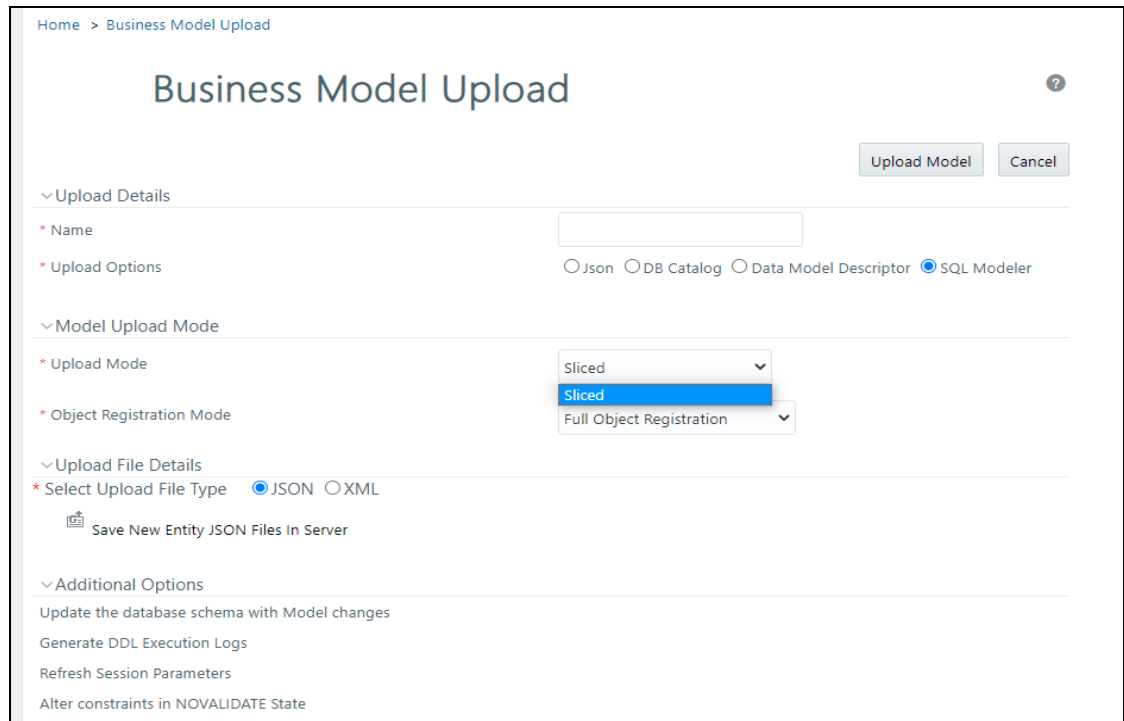 Home > Business Model Upload
Business Model Upload
Upload Model Cancel
Upload Details
* Name
* Upload Options Json DB Catalog Data Model Descriptor SQL Modeler
Model Upload Mode
* Upload Mode Sliced
Sliced
* Object Registration Mode Full Object Registration
Upload File Details
* Select Upload File Type JSON XML
Save New Entity JSON Files In Server
Additional Options
Update the database schema with Model changes
Generate DDL Execution Logs
Refresh Session Parameters
Alter constraints in NOVALIDATE State